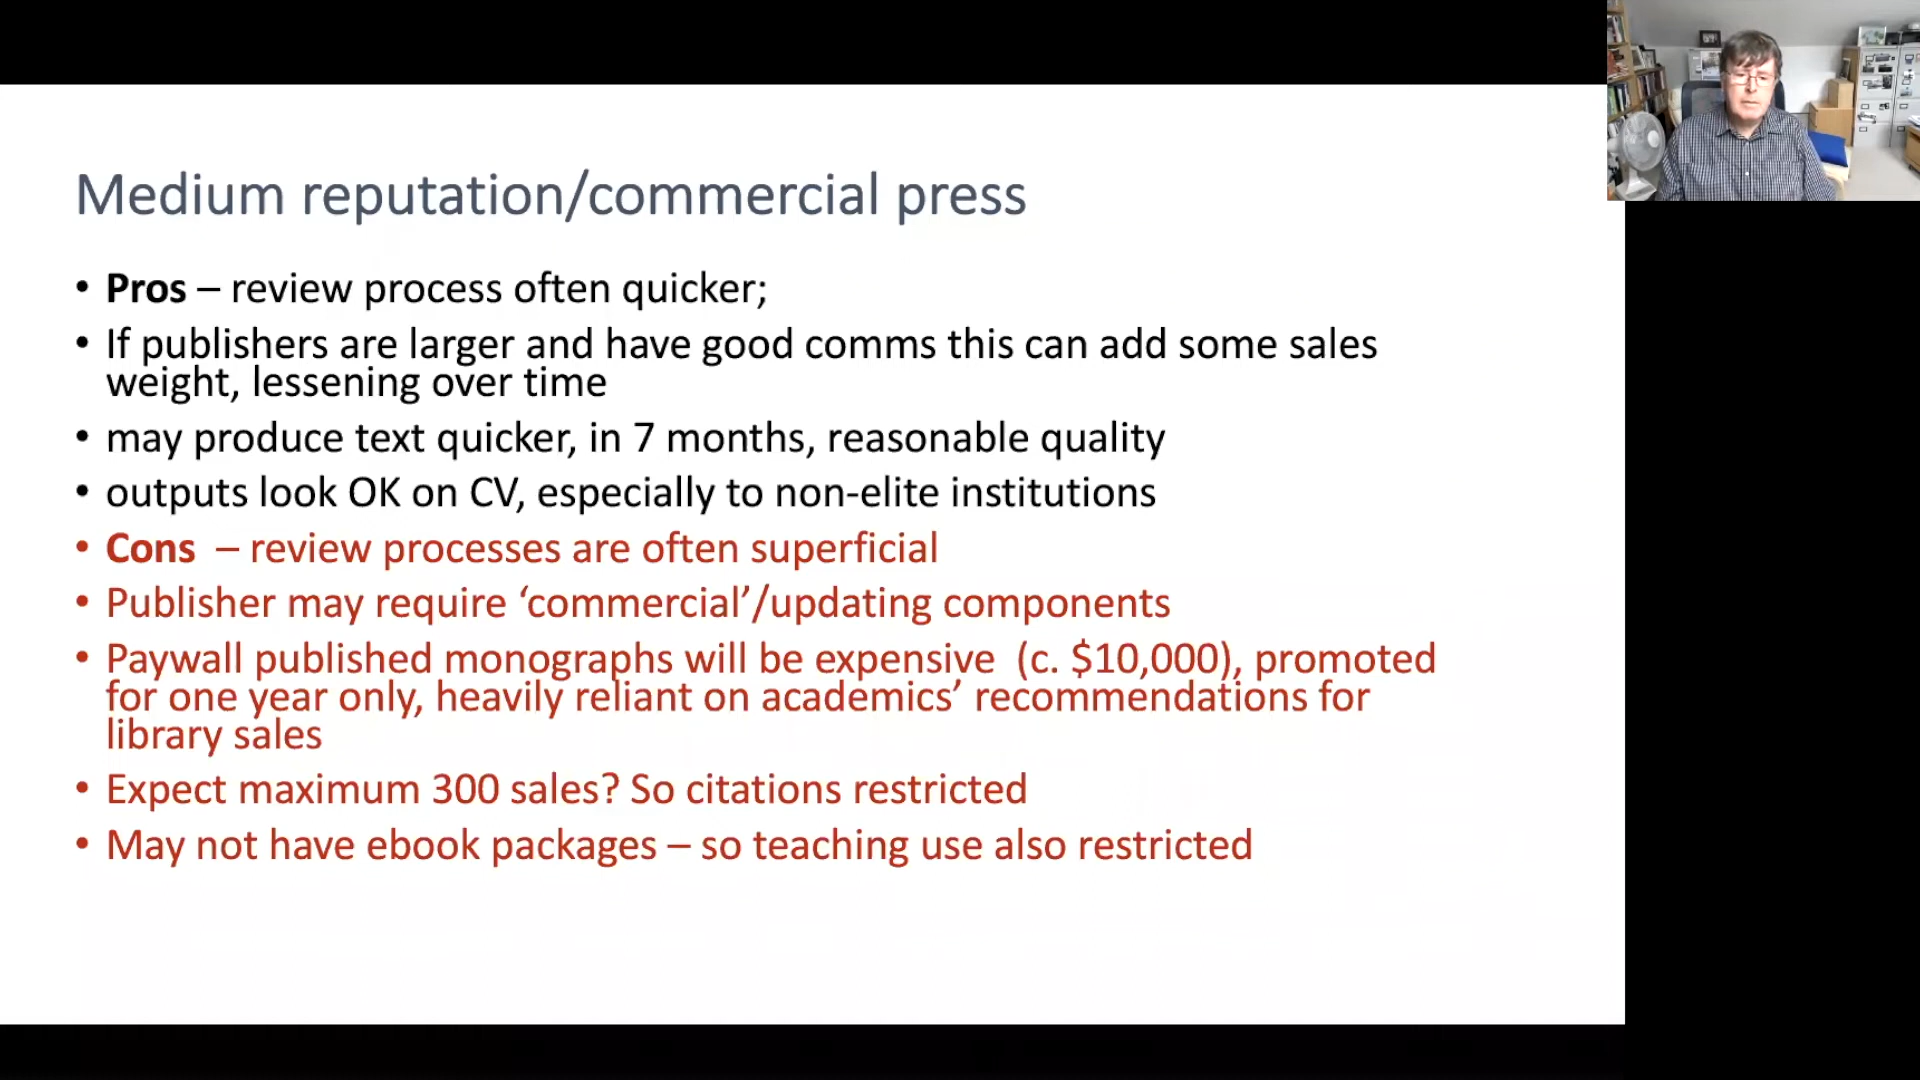 Medium reputation/commercial press
• Pros – review process often quicker;
• If publishers are larger and have good comms this can add some sales
weight, lessening over time
• may produce text quicker, in 7 months, reasonable quality
• outputs look OK on CV, especially to non-elite institutions
• Cons – review processes are often superficial
• Publisher may require ‘commercial’/updating components
• Paywall published monographs will be expensive (c. $10,000), promoted
for one year only, heavily reliant on academics’ recommendations for
library sales
• Expect maximum 300 sales? So citations restricted
• May not have ebook packages – so teaching use also restricted